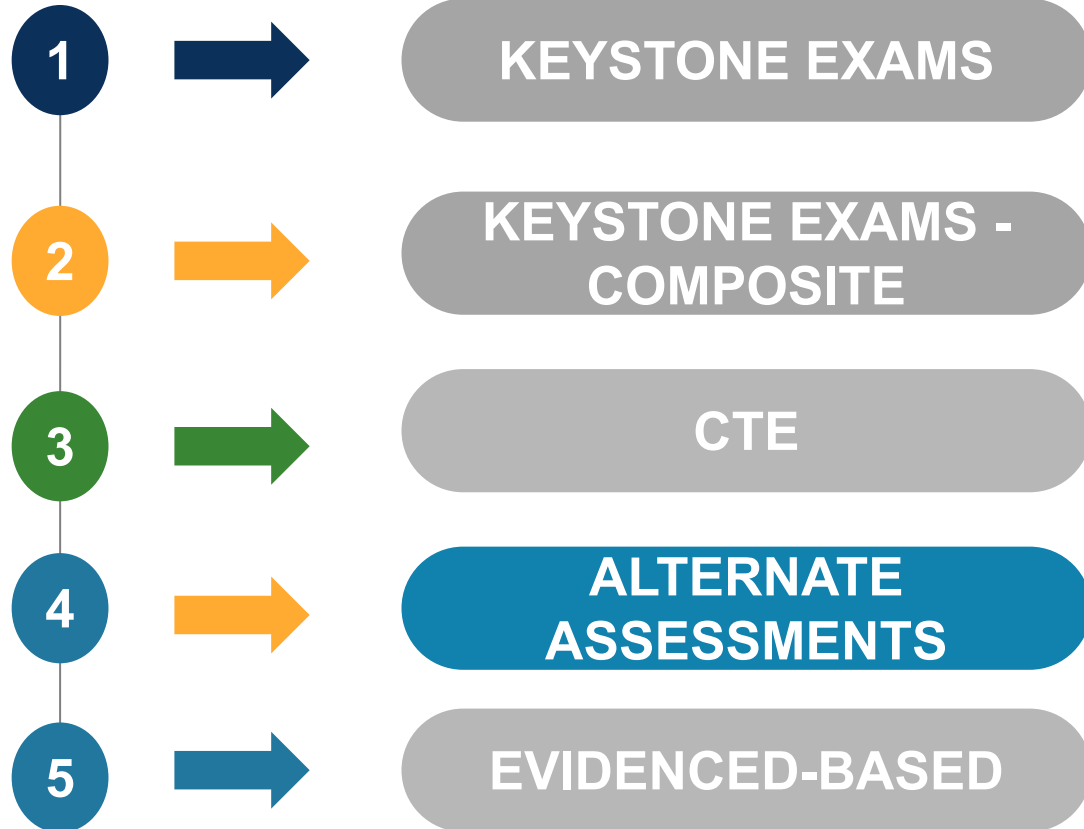 1
KEYSTONE EXAMS
2
KEYSTONE EXAMS -
COMPOSITE
3
CTE
4
ALTERNATE
ASSESSMENTS
5
EVIDENCED-BASED